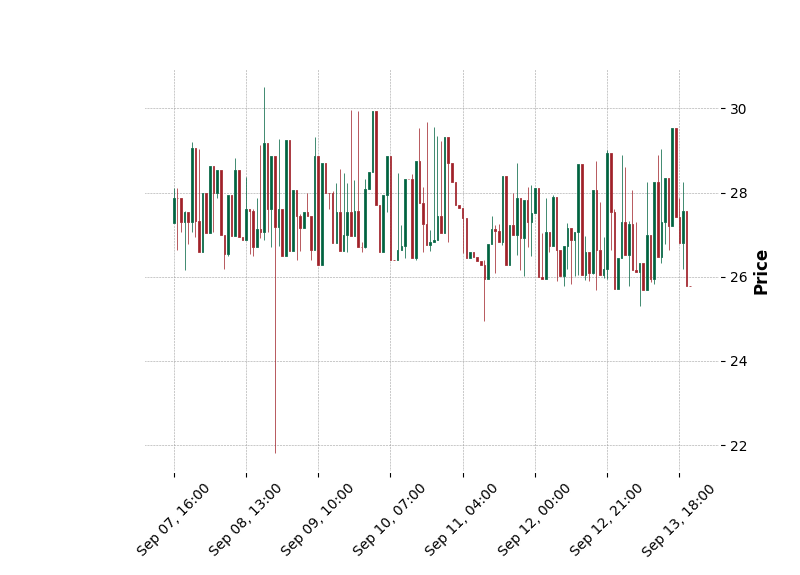 30
28
26
24
22
Price
Sep 07, 16:00
Sep 08, 13:00
Sep 09, 10:00
Sep 10, 07:00
Sep 11, 04:00
Sep 12, 00:00
Sep 12, 21:00
Sep 13, 18:00